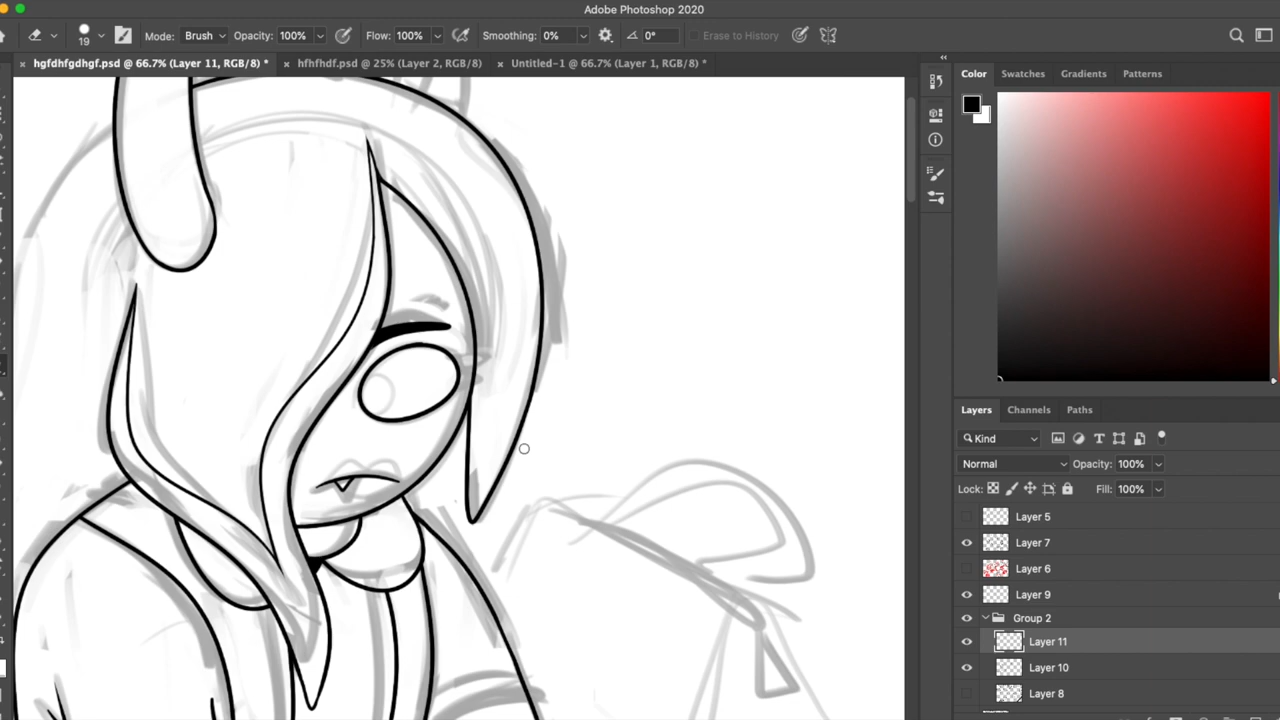 Adobe Photoshop 2020
19 Mode: Brush Opacity: 100% Flow: 100% Smoothing: 0% 0° Erase to History
× hgfdhfgdhgf.psd @ 66.7% (Layer 11, RGB/8) * × fhfhfdf.psd @ 25% (Layer 2, RGB/8) × Untitled-1 @ 66.7% (Layer 1, RGB/8) *
Color Swatches Gradients Patterns
Layers Channels Paths
Kind
Normal Opacity: 100%
Lock: Fill: 100%
Layer 5
Layer 7
Layer 6
Layer 9
Group 2
Layer 11
Layer 10
Layer 8